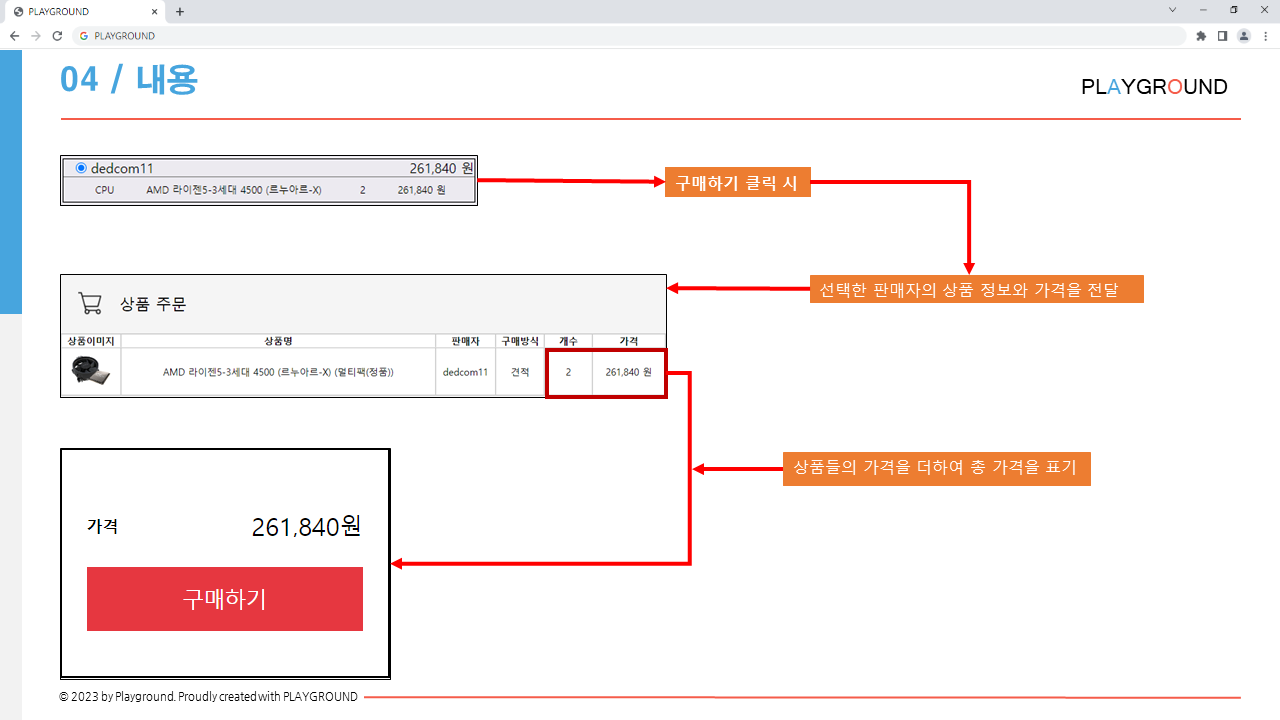 PLAYGROUND
PLAYGROUND
04 / 내용
PLAYGROUND
dedcom11 261,840 원
CPU AMD 라이젠5-3세대 4500 (르누아르-X) 2 261,840 원
구매하기 클릭 시
선택한 판매자의 상품 정보와 가격을 전달
상품 주문
상품이미지 상품명 판매자 구매방식 개수 가격
AMD 라이젠5-3세대 4500 (르누아르-X) (멀티팩(정품)) dedcom11 견적 2 261,840 원
상품들의 가격을 더하여 총 가격을 표기
가격 261,840원
구매하기
© 2023 by Playground. Proudly created with PLAYGROUND